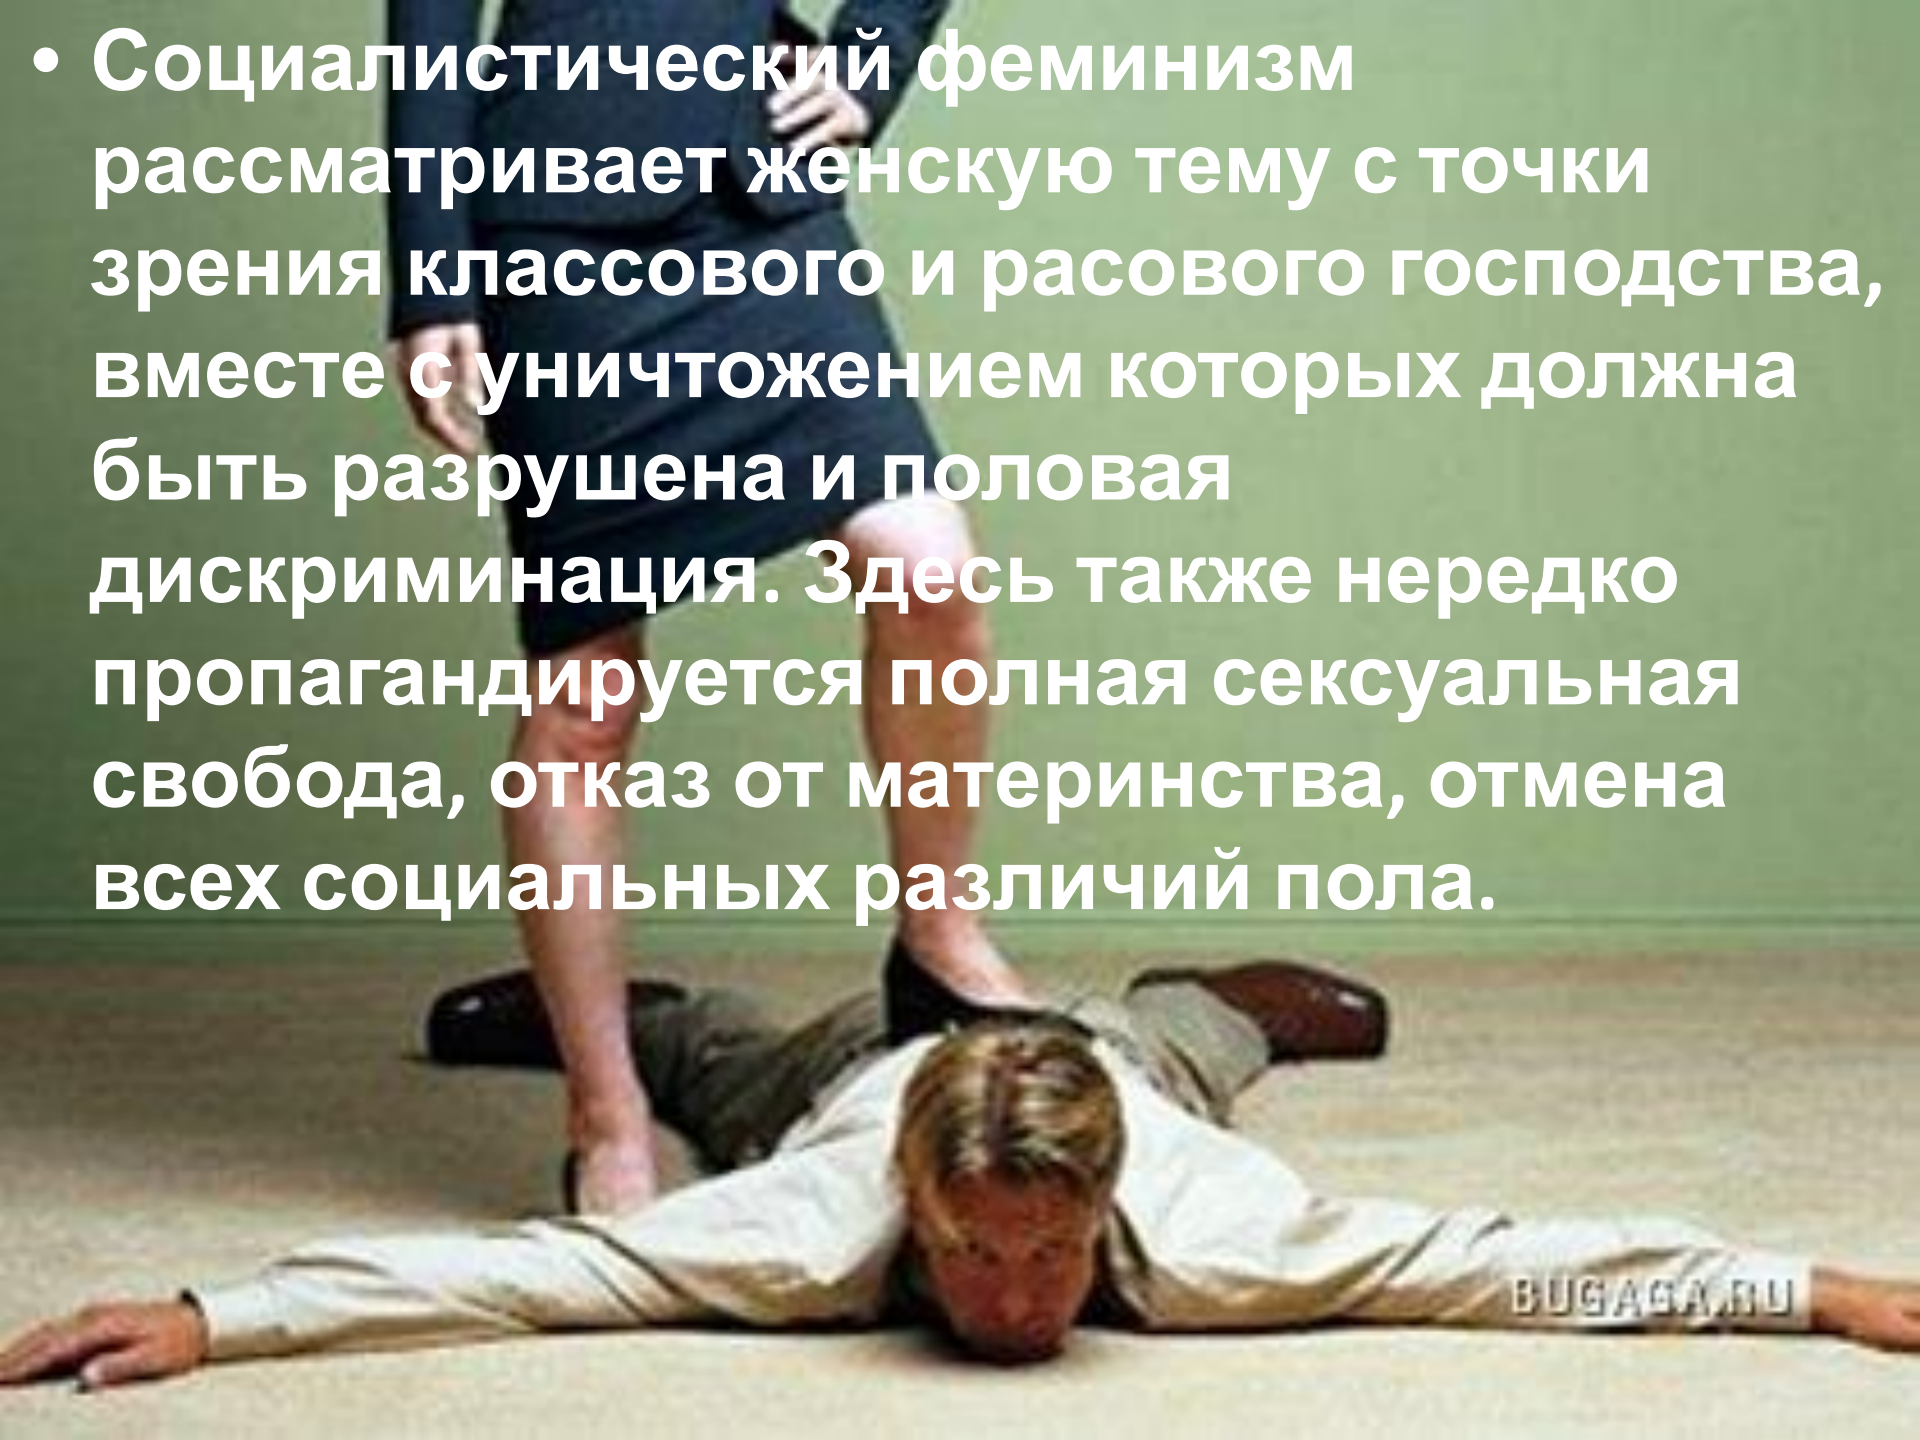 • Социалистический феминизм
рассматривает женскую тему с точки
зрения классового и расового господства,
вместе с уничтожением которых должна
быть разрушена и половая
дискриминация. Здесь также нередко
пропагандируется полная сексуальная
свобода, отказ от материнства, отмена
всех социальных различий пола.
BUGAGA.RU